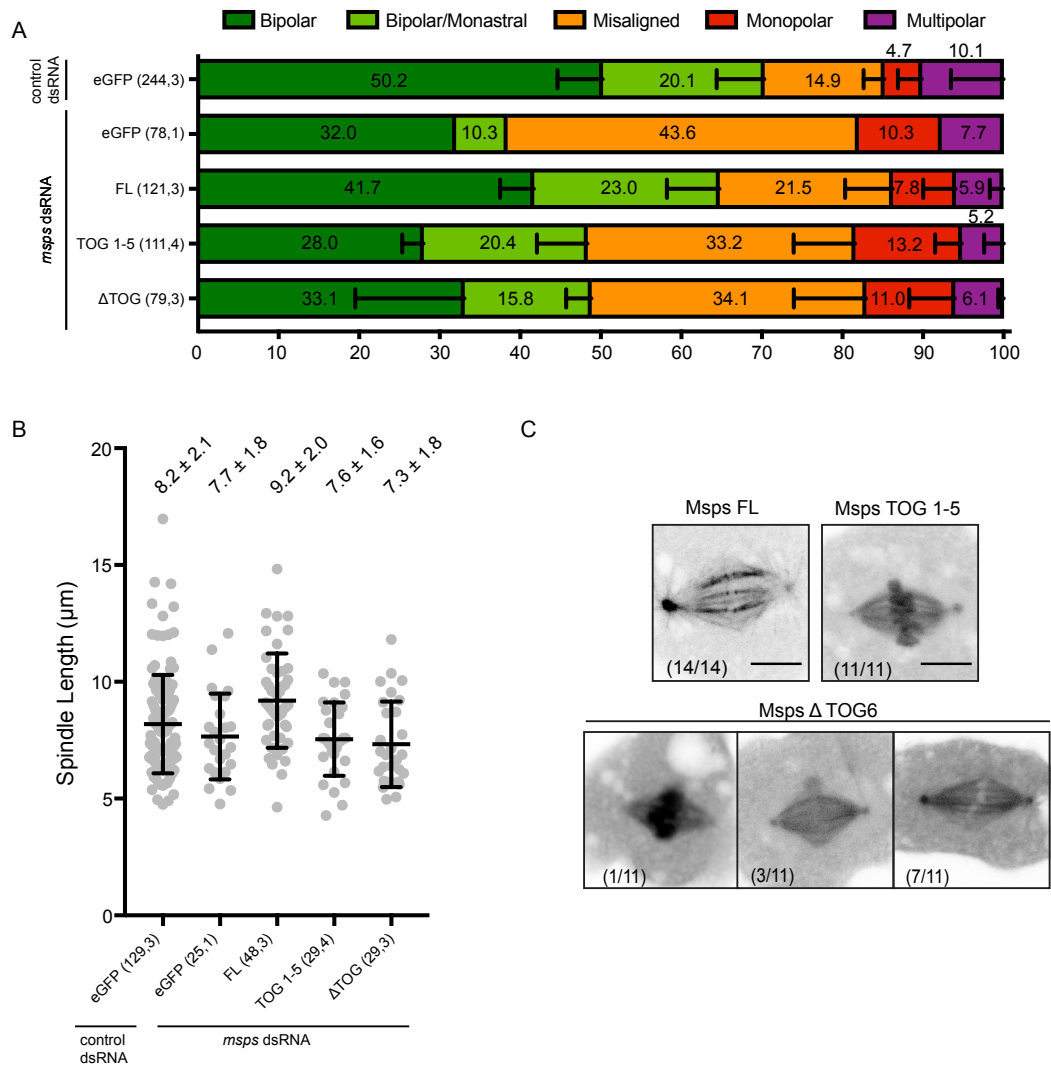 A
Bipolar Bipolar/Monastral Misaligned Monopolar Multipolar
control dsRNA
eGFP (244,3) 50.2 20.1 14.9 4.7 10.1
msps dsRNA
eGFP (78,1) 32.0 10.3 43.6 10.3 7.7
FL (121,3) 41.7 23.0 21.5 7.8 5.9
TOG 1-5 (111,4) 28.0 20.4 33.2 13.2 5.2
ΔTOG (79,3) 33.1 15.8 34.1 11.0 6.1
0 10 20 30 40 50 60 70 80 90 100
B
8.2 ± 2.1 7.7 ± 1.8 9.2 ± 2.0 7.6 ± 1.6 7.3 ± 1.8
Spindle Length (μm)
20
15
10
5
0
eGFP (129,3) eGFP (25,1) FL (48,3) TOG 1-5 (29,4) ΔTOG (29,3)
control msps dsRNA
dsRNA
C
Msps FL Msps TOG 1-5
(14/14) (11/11)
Msps Δ TOG6
(1/11) (3/11) (7/11)